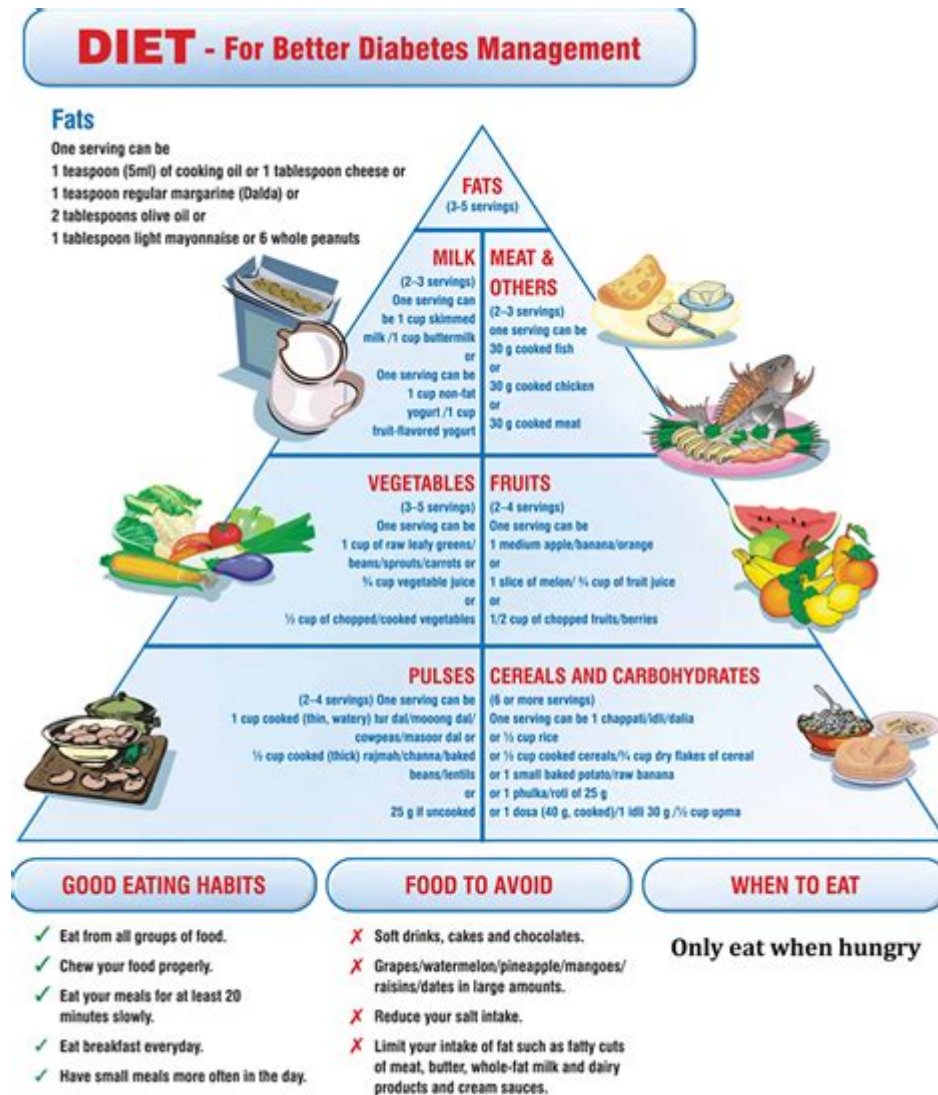 DIET - For Better Diabetes Management
Fats
One serving can be
1 teaspoon (5ml) of cooking oil or 1 tablespoon cheese or
1 teaspoon regular margarine (Dalda) or
2 tablespoons olive oil or
1 tablespoon light mayonnaise or 6 whole peanuts
FATS
(3-5 servings)
MILK
(2–3 servings)
One serving can
be 1 cup skimmed
milk /1 cup buttermilk
or
One serving can be
1 cup non-fat
yogurt /1 cup
fruit-flavored yogurt
MEAT &
OTHERS
(2–3 servings)
one serving can be
30 g cooked fish
or
30 g cooked chicken
or
30 g cooked meat
VEGETABLES
(3–5 servings)
One serving can be
1 cup of raw leafy greens/
beans/sprouts/carrots or
¾ cup vegetable juice
or
½ cup of chopped/cooked vegetables
FRUITS
(2–4 servings)
One serving can be
1 medium apple/banana/orange
or
1 slice of melon/ ¾ cup of fruit juice
or
1/2 cup of chopped fruits/berries
PULSES
(2–4 servings) One serving can be
1 cup cooked (thin, watery) tur dal/mooong dal/
cowpeas/masoor dal or
½ cup cooked (thick) rajmah/channa/baked
beans/lentils
or
25 g if uncooked
CEREALS AND CARBOHYDRATES
(6 or more servings)
One serving can be 1 chappati/idli/dalia
or ½ cup rice
or ½ cup cooked cereals/¾ cup dry flakes of cereal
or 1 small baked potato/raw banana
or 1 phulka/roti of 25 g
or 1 dosa (40 g, cooked)/1 idli 30 g /½ cup upma
GOOD EATING HABITS
✓ Eat from all groups of food.
✓ Chew your food properly.
✓ Eat your meals for at least 20
minutes slowly.
✓ Eat breakfast everyday.
✓ Have small meals more often in the day.
FOOD TO AVOID
✗ Soft drinks, cakes and chocolates.
✗ Grapes/watermelon/pineapple/mangoes/
raisins/dates in large amounts.
✗ Reduce your salt intake.
✗ Limit your intake of fat such as fatty cuts
of meat, butter, whole-fat milk and dairy
products and cream sauces.
WHEN TO EAT
Only eat when hungry